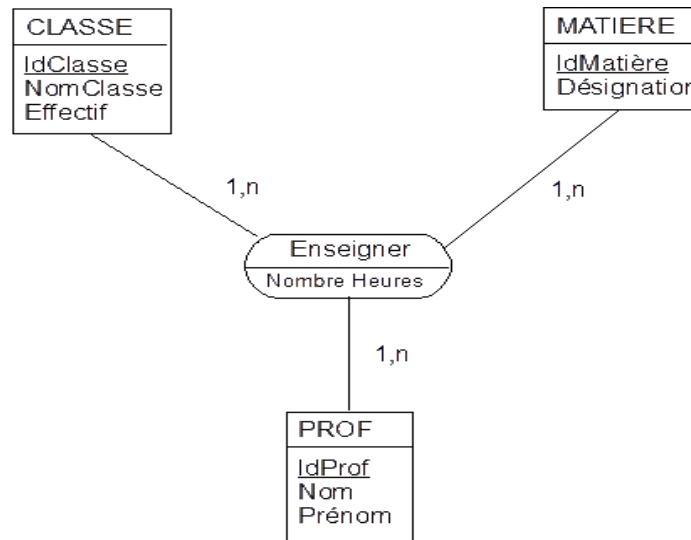 CLASSE
IdClasse
NomClasse
Effectif
MATIERE
IdMatière
Désignation
1,n
1,n
Enseigner
Nombre Heures
1,n
PROF
IdProf
Nom
Prénom